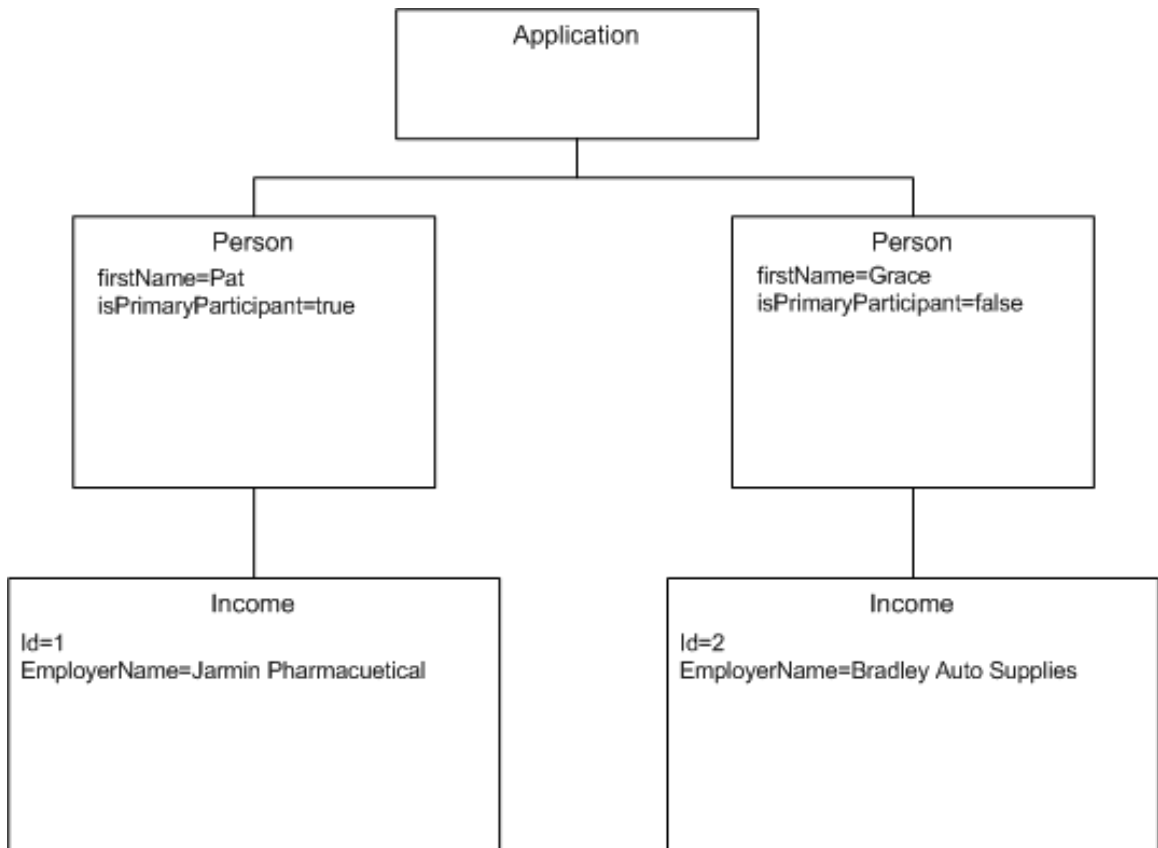 Application
Person
firstName=Pat
isPrimaryParticipant=true
Person
firstName=Grace
isPrimaryParticipant=false
Income
Id=1
EmployerName=Jarmin Pharmacuetical
Income
Id=2
EmployerName=Bradley Auto Supplies